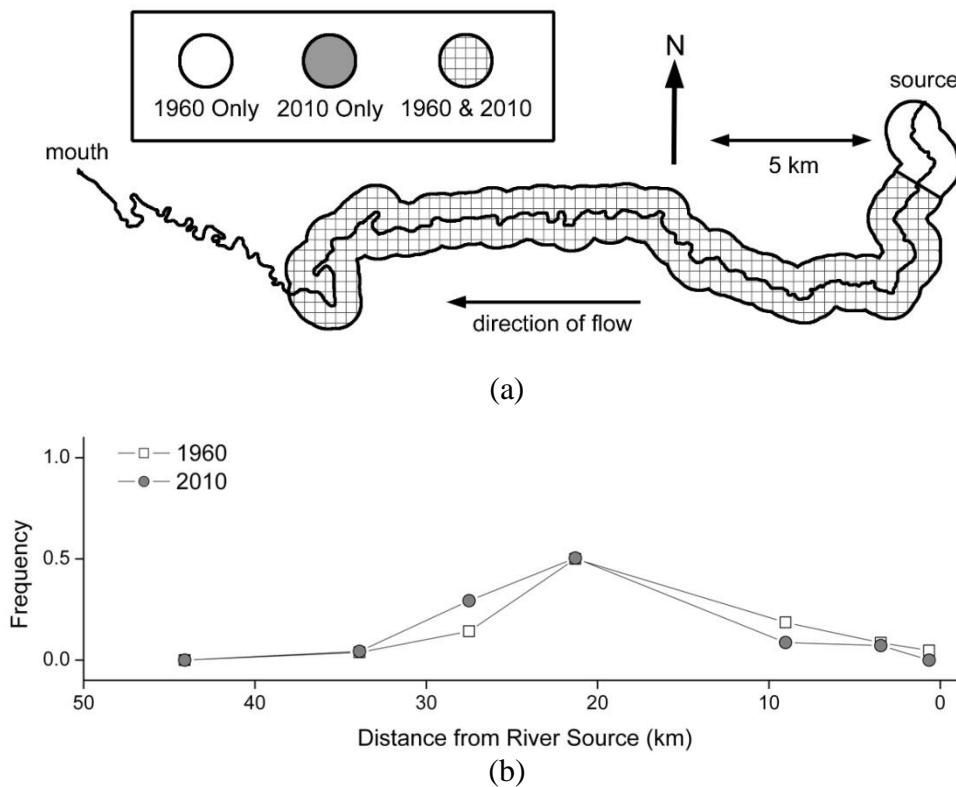 1960 Only 2010 Only 1960 & 2010
N
source
5 km
mouth
direction of flow
(a)
1960
2010
1.0
0.5
0.0
Frequency
50 40 30 20 10 0
Distance from River Source (km)
(b)